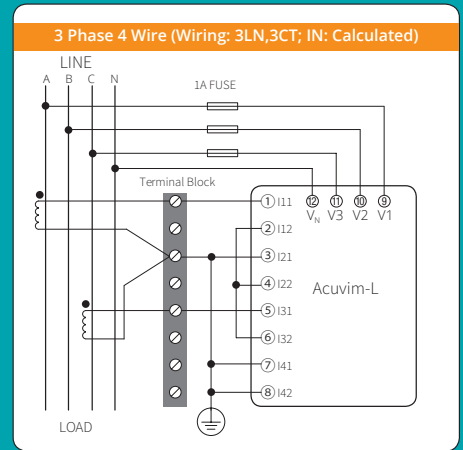 3 Phase 4 Wire (Wiring: 3LN,3CT; IN: Calculated)
LINE
A B C N
1A FUSE
Terminal Block
12 11 10 9
VN V3 V2 V1
1 I11
2 I12
3 I21
4 I22
Acuvim-L
5 I31
6 I32
7 I41
8 I42
LOAD